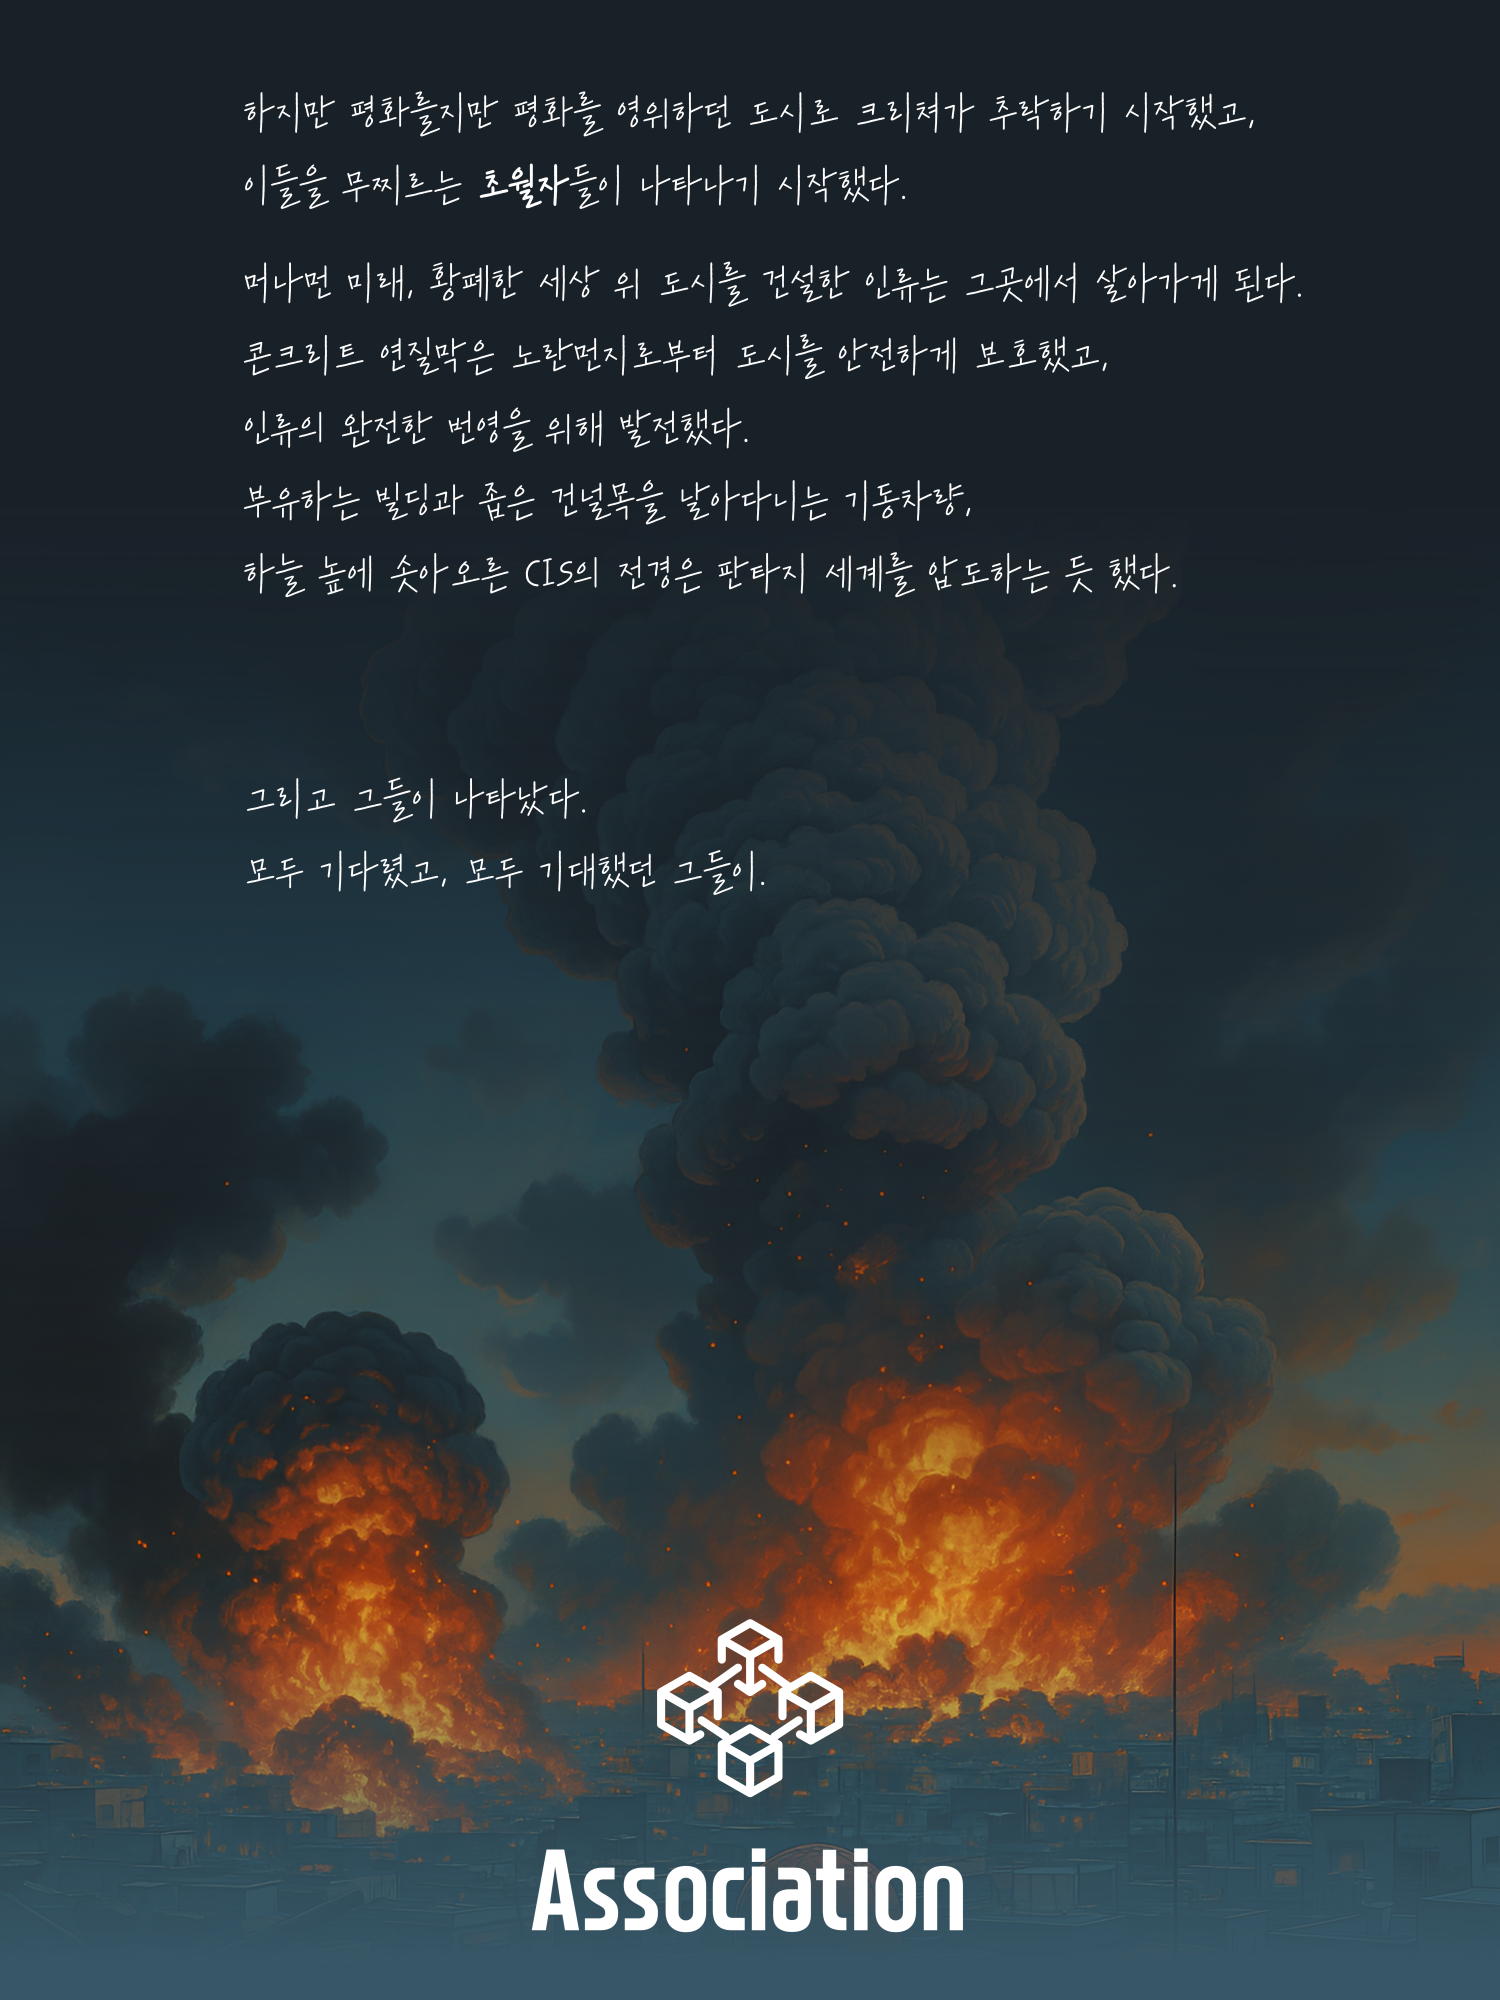 하지만 평화를지만 평화를 영위하던 도시로 크리쳐가 추락하기 시작했고,
이들을 무찌르는 초월자들이 나타나기 시작했다.
머나먼 미래, 황폐한 세상 위 도시를 건설한 인류는 그곳에서 살아가게 된다.
콘크리트 연질막은 노란먼지로부터 도시를 안전하게 보호했고,
인류의 완전한 번영을 위해 발전했다.
부유하는 빌딩과 좁은 건널목을 날아다니는 기동차량,
하늘 높에 솟아오른 CIS의 전경은 판타지 세계를 압도하는 듯 했다.
그리고 그들이 나타났다.
모두 기다렸고, 모두 기대했던 그들이.
Association